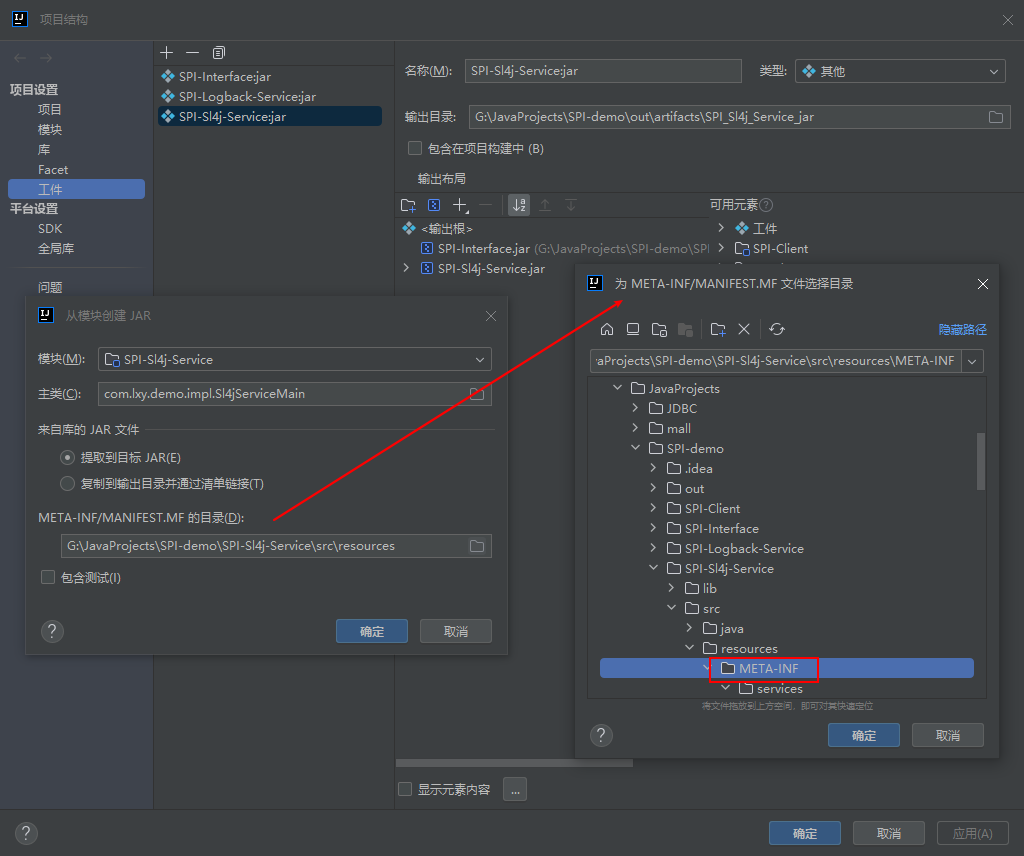 项目结构
项目设置
项目
模块
库
Facet
工件
平台设置
SDK
全局库
问题
SPI-Interface:jar
SPI-Logback-Service:jar
SPI-Sl4j-Service:jar
名称(M):
SPI-Sl4j-Service:jar
类型:
其他
输出目录:
G:\JavaProjects\SPI-demo\out\artifacts\SPI_Sl4j_Service_jar
包含在项目构建中 (B)
输出布局
可用元素
<输出根>
SPI-Interface.jar (G:\JavaProjects\SPI-demo\SPI
SPI-Sl4j-Service.jar
工件
SPI-Client
从模块创建 JAR
模块(M):
SPI-Sl4j-Service
主类(C):
com.lxy.demo.impl.Sl4jServiceMain
来自库的 JAR 文件
提取到目标 JAR(E)
复制到输出目录并通过清单链接(T)
META-INF/MANIFEST.MF 的目录(D):
G:\JavaProjects\SPI-demo\SPI-Sl4j-Service\src\resources
包含测试(I)
?
确定
取消
为 META-INF/MANIFEST.MF 文件选择目录
隐藏路径
aProjects\SPI-demo\SPI-Sl4j-Service\src\resources\META-INF
JavaProjects
JDBC
mall
SPI-demo
.idea
out
SPI-Client
SPI-Interface
SPI-Logback-Service
SPI-Sl4j-Service
lib
src
java
resources
META-INF
services
将文件拖放到上方空间，即可对其快速定位
?
确定
取消
显示元素内容
...
?
确定
取消
应用(A)